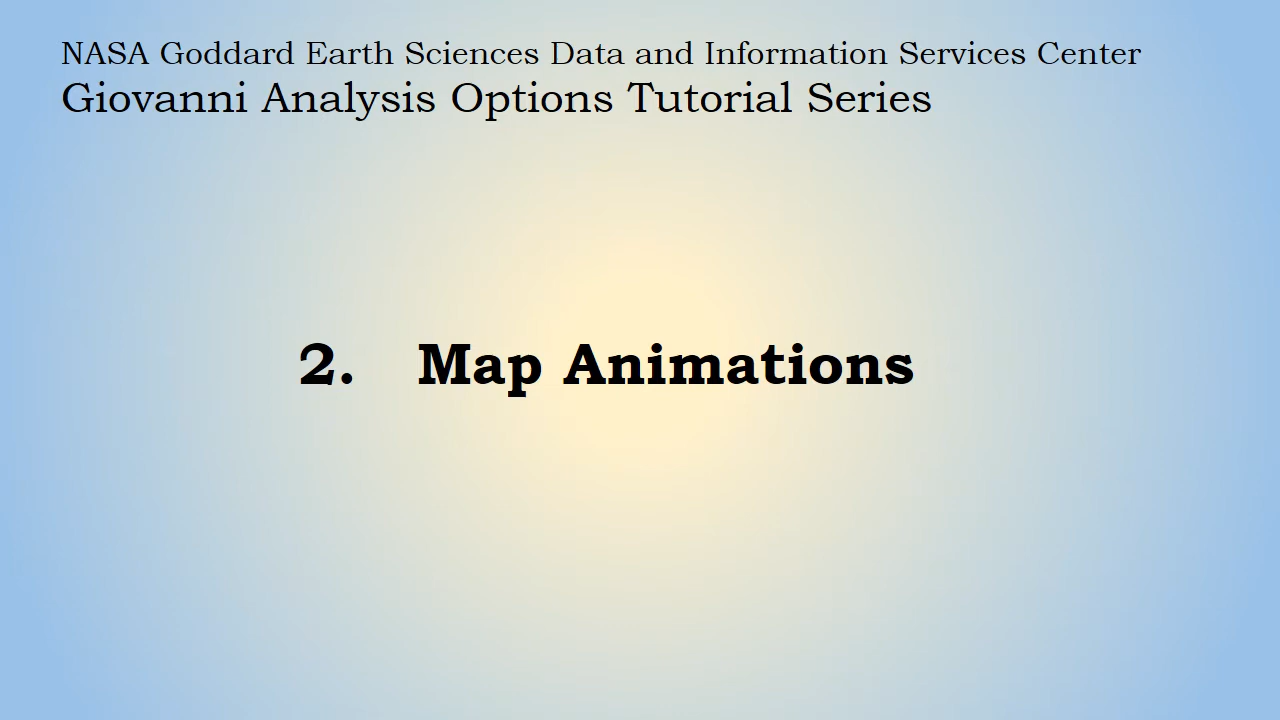 NASA Goddard Earth Sciences Data and Information Services Center
Giovanni Analysis Options Tutorial Series
2. Map Animations